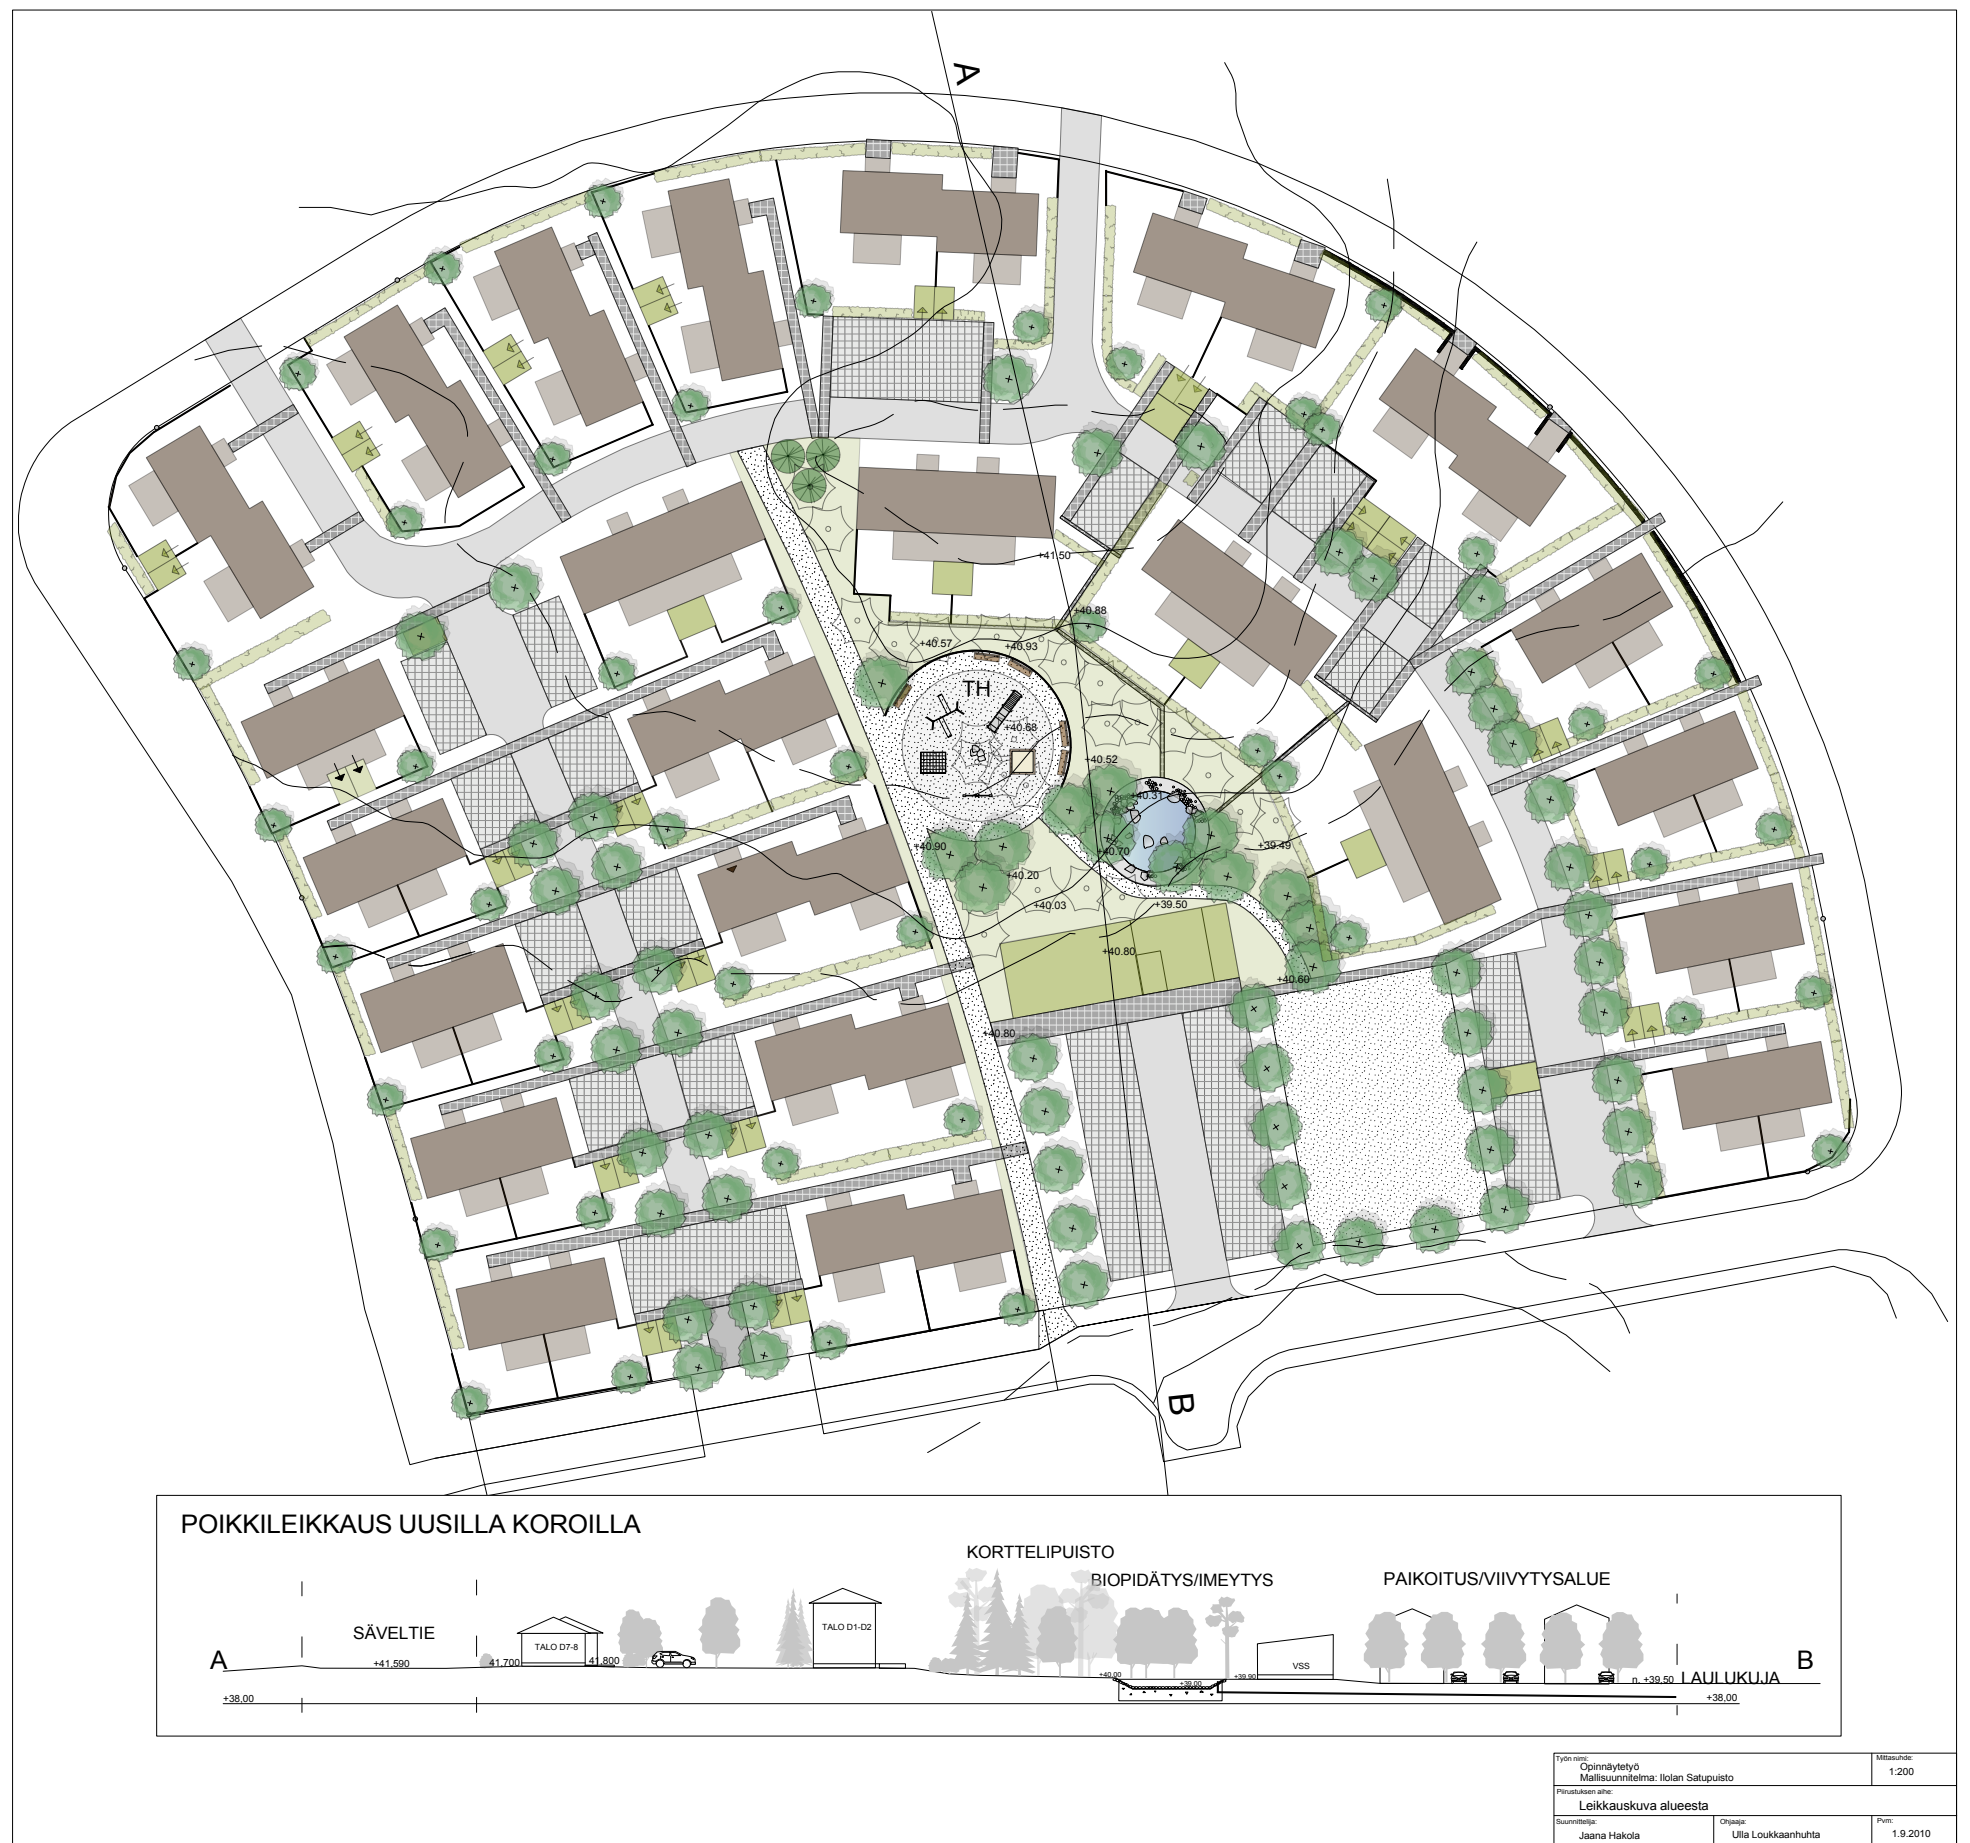 A
+41.50
+40.88
+40.57
+40.93
TH
+40.68
+40.52
+40.31
+40.90
+40.70
+39.49
+40.20
+40.03
+39.50
+40.80
+40.60
+40.80
B
POIKKILEIKKAUS UUSILLA KOROILLA
KORTTELIPUISTO
BIOPIDÄTYS/IMEYTYS
PAIKOITUS/VIIVYTYSALUE
SÄVELTIE
TALO D1-D2
TALO D7-8
A
+41,590
41,700
41,800
VSS
B
+40,00
+39,00
+39,90
n. +39,50
LAULUKUJA
+38,00
+38,00
Työn nimi:
Opinnäytetyö
Mallisuunnitelma: Ilolan Satupuisto
Mittasuhde:
1:200
Piirustuksen aihe:
Leikkauskuva alueesta
Suunnittelija:
Jaana Hakola
Ohjaaja:
Ulla Loukkaanhuhta
Pvm:
1.9.2010